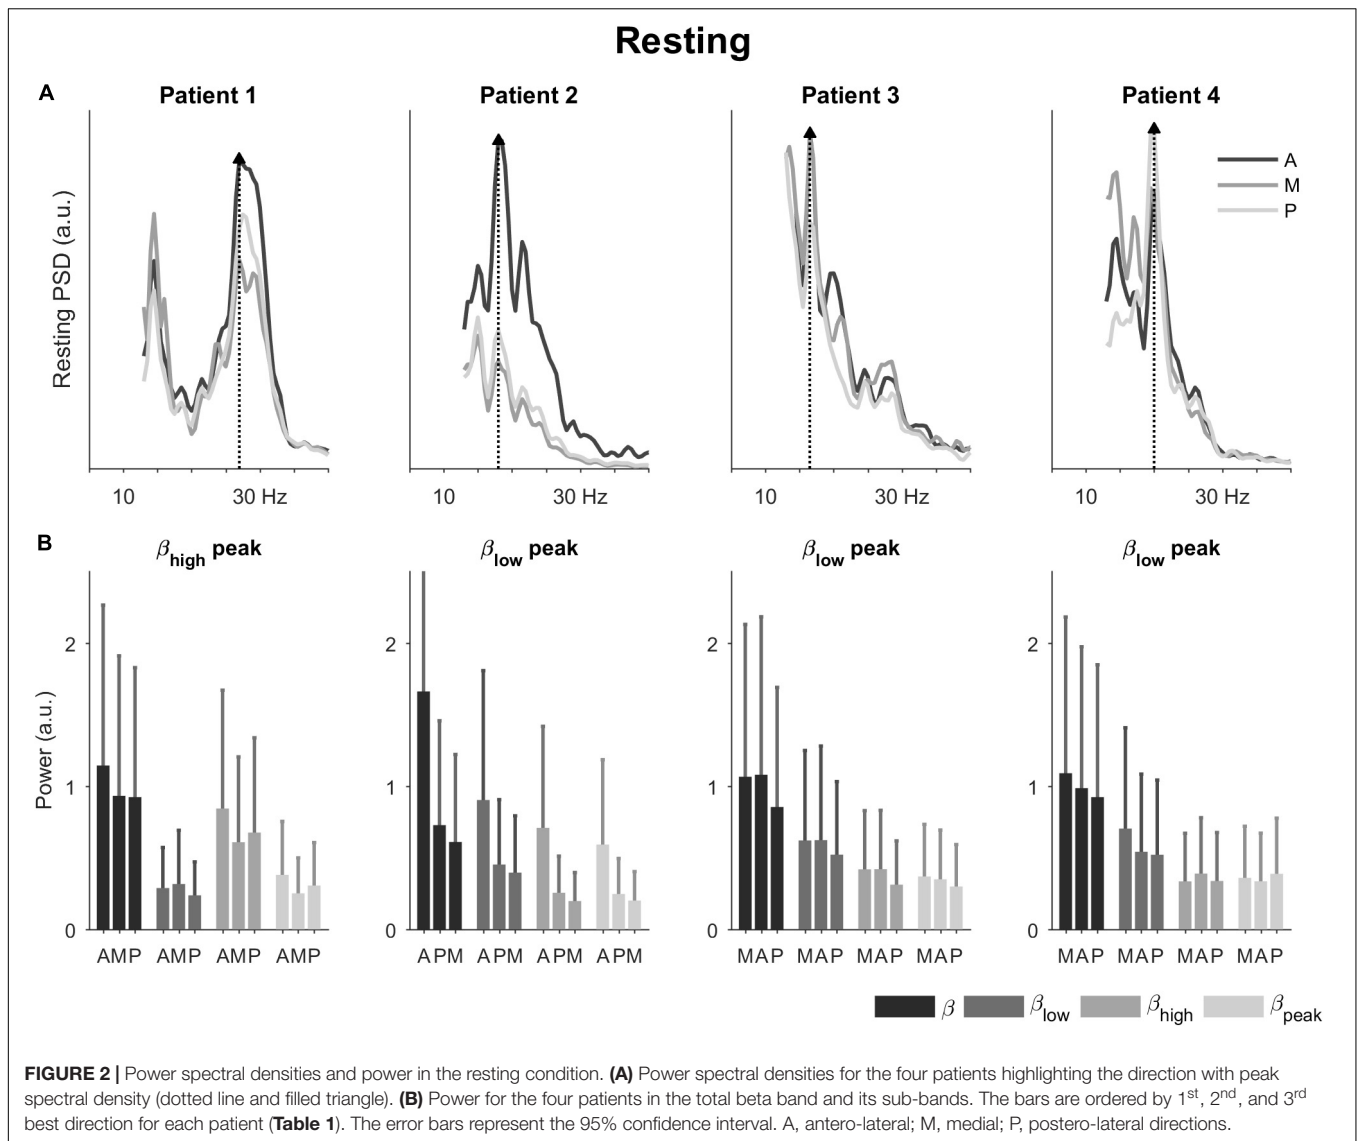 Resting
A
Patient 1 Patient 2 Patient 3 Patient 4
Resting PSD (a.u.)
A
M
P
10 30 Hz 10 30 Hz 10 30 Hz 10 30 Hz
B
βhigh peak βlow peak βlow peak βlow peak
Power (a.u.)
2 2 2 2
1 1 1 1
0 0 0 0
AMP AMP AMP AMP APM APM APM APM MAP MAP MAP MAP MAP MAP MAP MAP
β βlow βhigh βpeak
FIGURE 2 | Power spectral densities and power in the resting condition. (A) Power spectral densities for the four patients highlighting the direction with peak
spectral density (dotted line and filled triangle). (B) Power for the four patients in the total beta band and its sub-bands. The bars are ordered by 1st, 2nd, and 3rd
best direction for each patient (Table 1). The error bars represent the 95% confidence interval. A, antero-lateral; M, medial; P, postero-lateral directions.